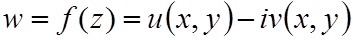 w = f(z) = u(x, y) − iv(x, y)